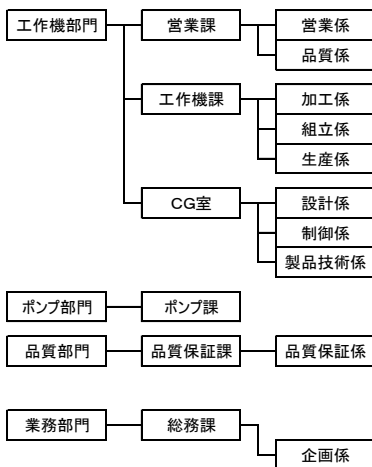 工作機部門 営業課 営業係
品質係
工作機課 加工係
組立係
生産係
CG室 設計係
制御係
製品技術係
ポンプ部門 ポンプ課
品質部門 品質保証課 品質保証係
業務部門 総務課
企画係